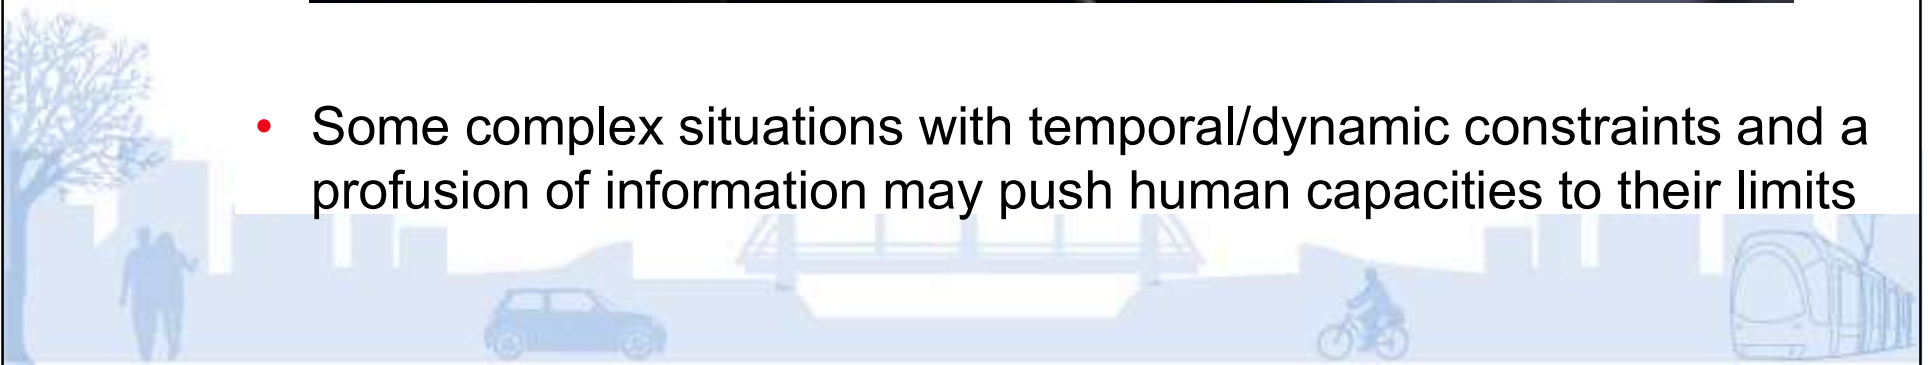 • Some complex situations with temporal/dynamic constraints and a
profusion of information may push human capacities to their limits